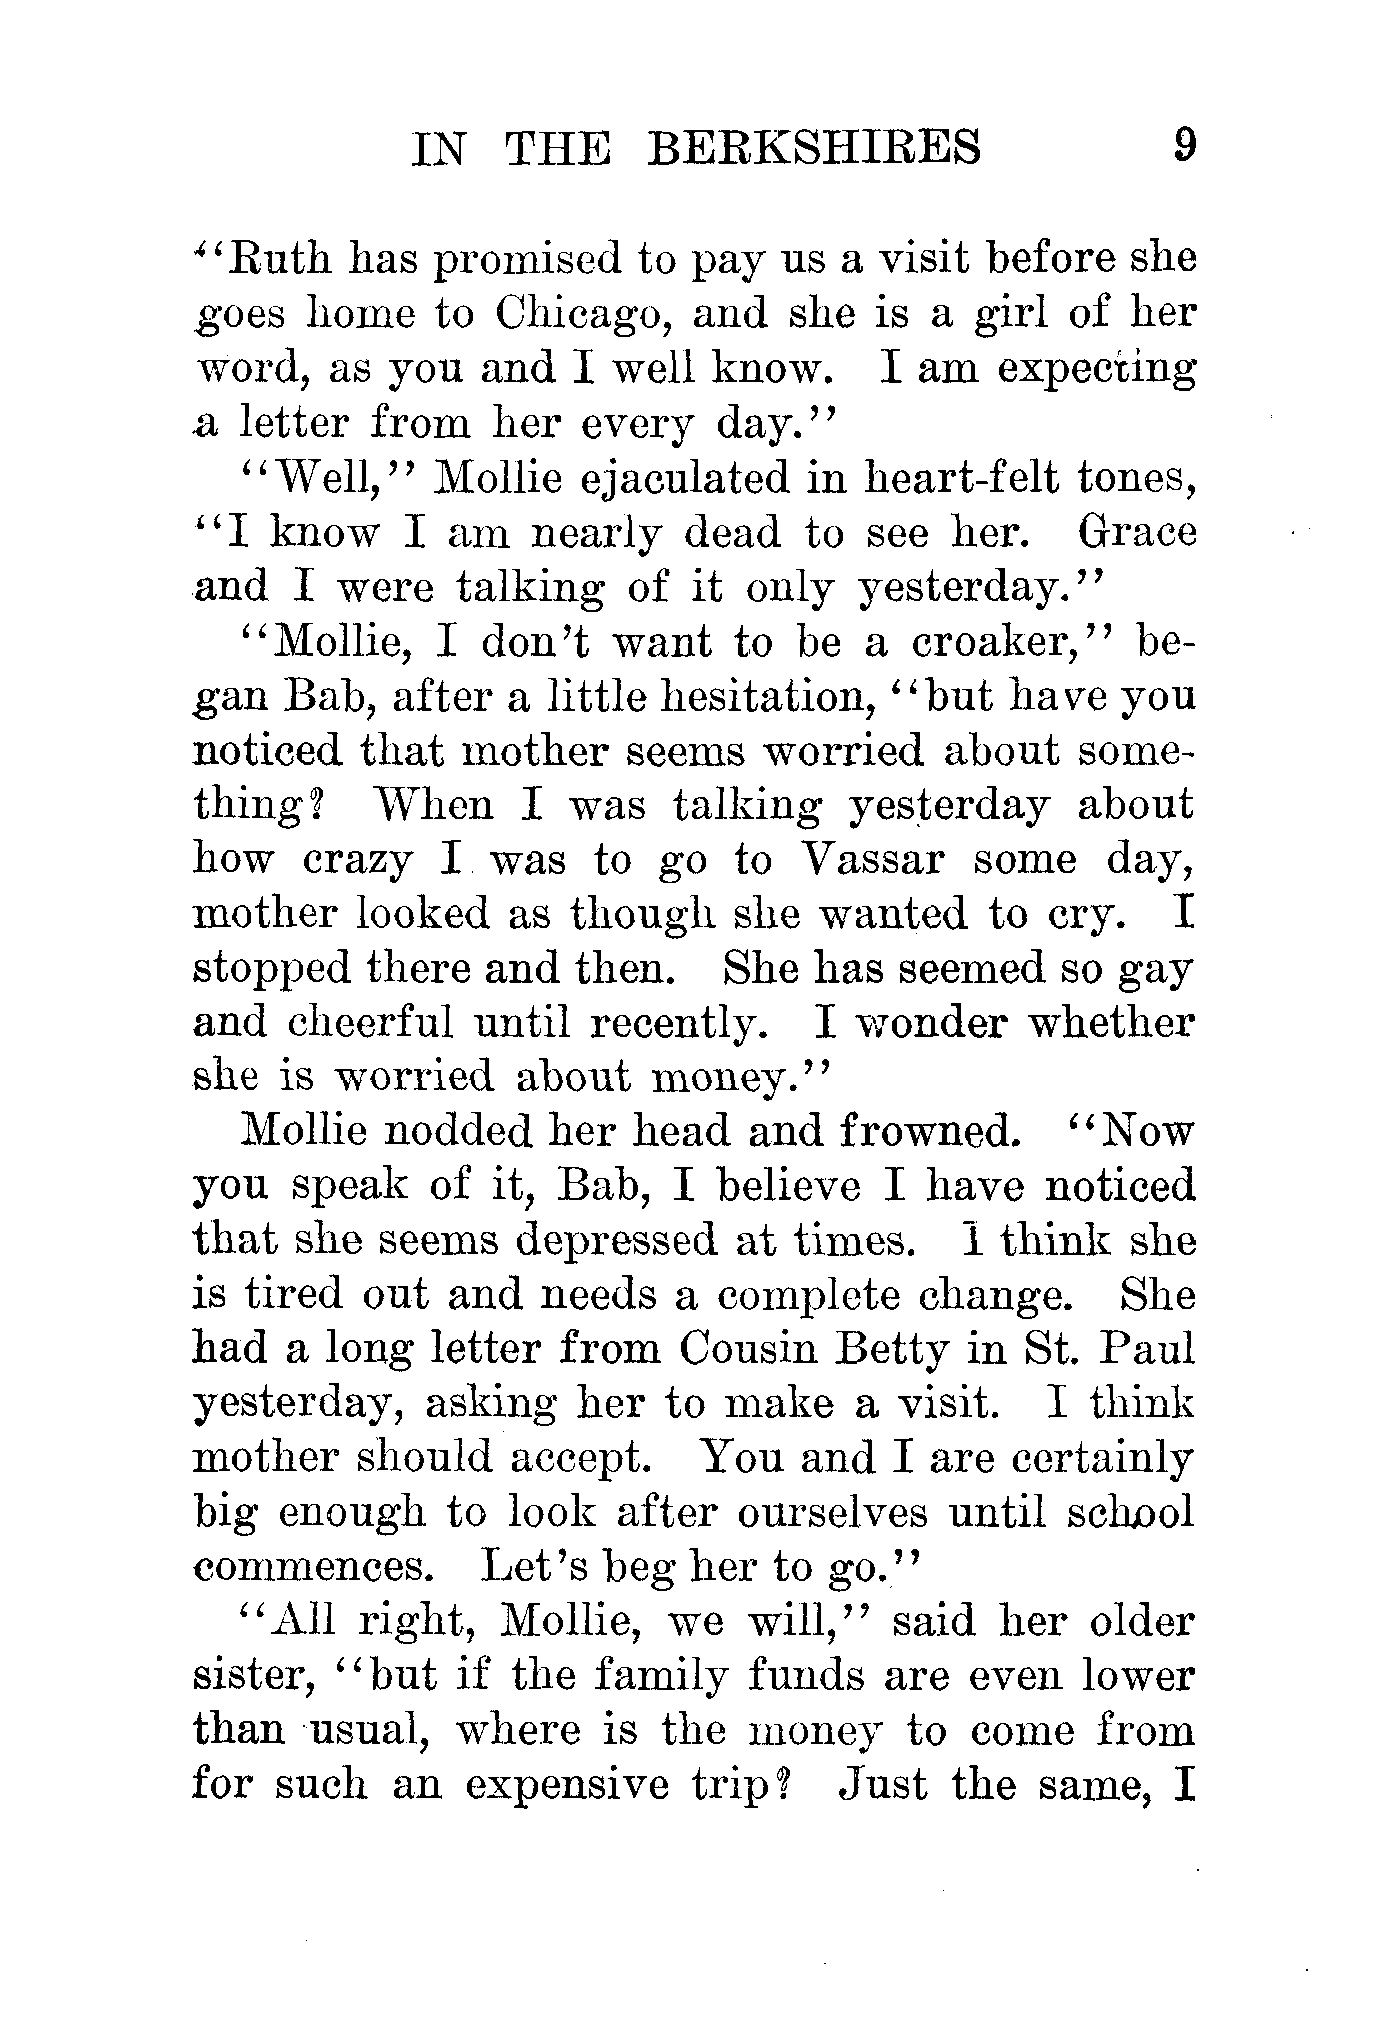 IN THE BERKSHIRES 9
"Ruth has promised to pay us a visit before she
goes home to Chicago, and she is a girl of her
word, as you and I well know. I am expecting
a letter from her every day."
"Well," Mollie ejaculated in heart-felt tones,
"I know I am nearly dead to see her. Grace
and I were talking of it only yesterday."
"Mollie, I don't want to be a croaker," be-
gan Bab, after a little hesitation, "but have you
noticed that mother seems worried about some-
thing? When I was talking yesterday about
how crazy I was to go to Vassar some day,
mother looked as though she wanted to cry. I
stopped there and then. She has seemed so gay
and cheerful until recently. I wonder whether
she is worried about money."
Mollie nodded her head and frowned. "Now
you speak of it, Bab, I believe I have noticed
that she seems depressed at times. I think she
is tired out and needs a complete change. She
had a long letter from Cousin Betty in St. Paul
yesterday, asking her to make a visit. I think
mother should accept. You and I are certainly
big enough to look after ourselves until school
commences. Let's beg her to go."
"All right, Mollie, we will," said her older
sister, "but if the family funds are even lower
than usual, where is the money to come from
for such an expensive trip? Just the same, I